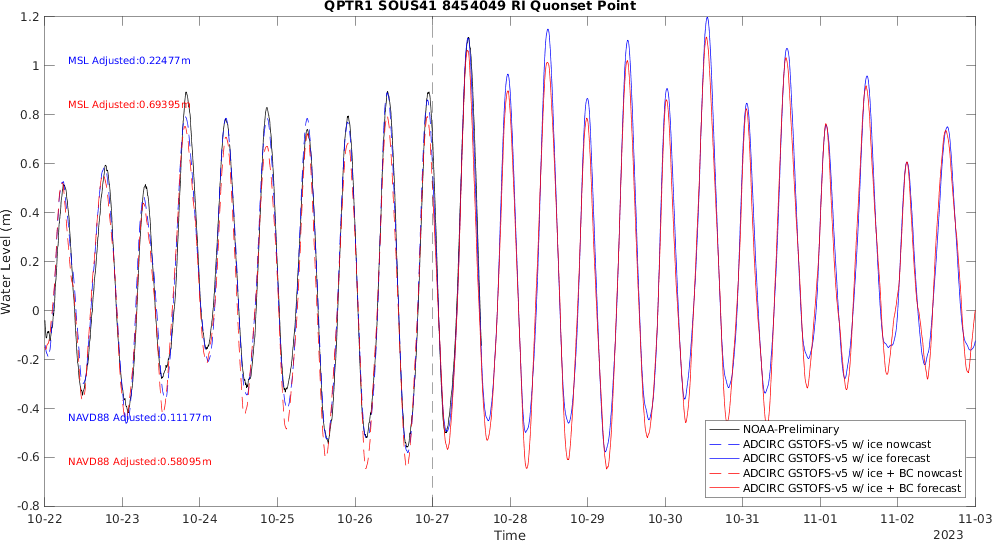 QPTR1 SOUS41 8454049 RI Quonset Point
1.2
1
0.8
0.6
0.4
0.2
0
-0.2
-0.4
-0.6
-0.8
Water Level (m)
MSL Adjusted:0.22477m
MSL Adjusted:0.69395m
NAVD88 Adjusted:0.11177m
NAVD88 Adjusted:0.58095m
NOAA-Preliminary
ADCIRC GSTOFS-v5 w/ ice nowcast
ADCIRC GSTOFS-v5 w/ ice forecast
ADCIRC GSTOFS-v5 w/ ice + BC nowcast
ADCIRC GSTOFS-v5 w/ ice + BC forecast
10-22 10-23 10-24 10-25 10-26 10-27 10-28 10-29 10-30 10-31 11-01 11-02 11-03
Time
2023